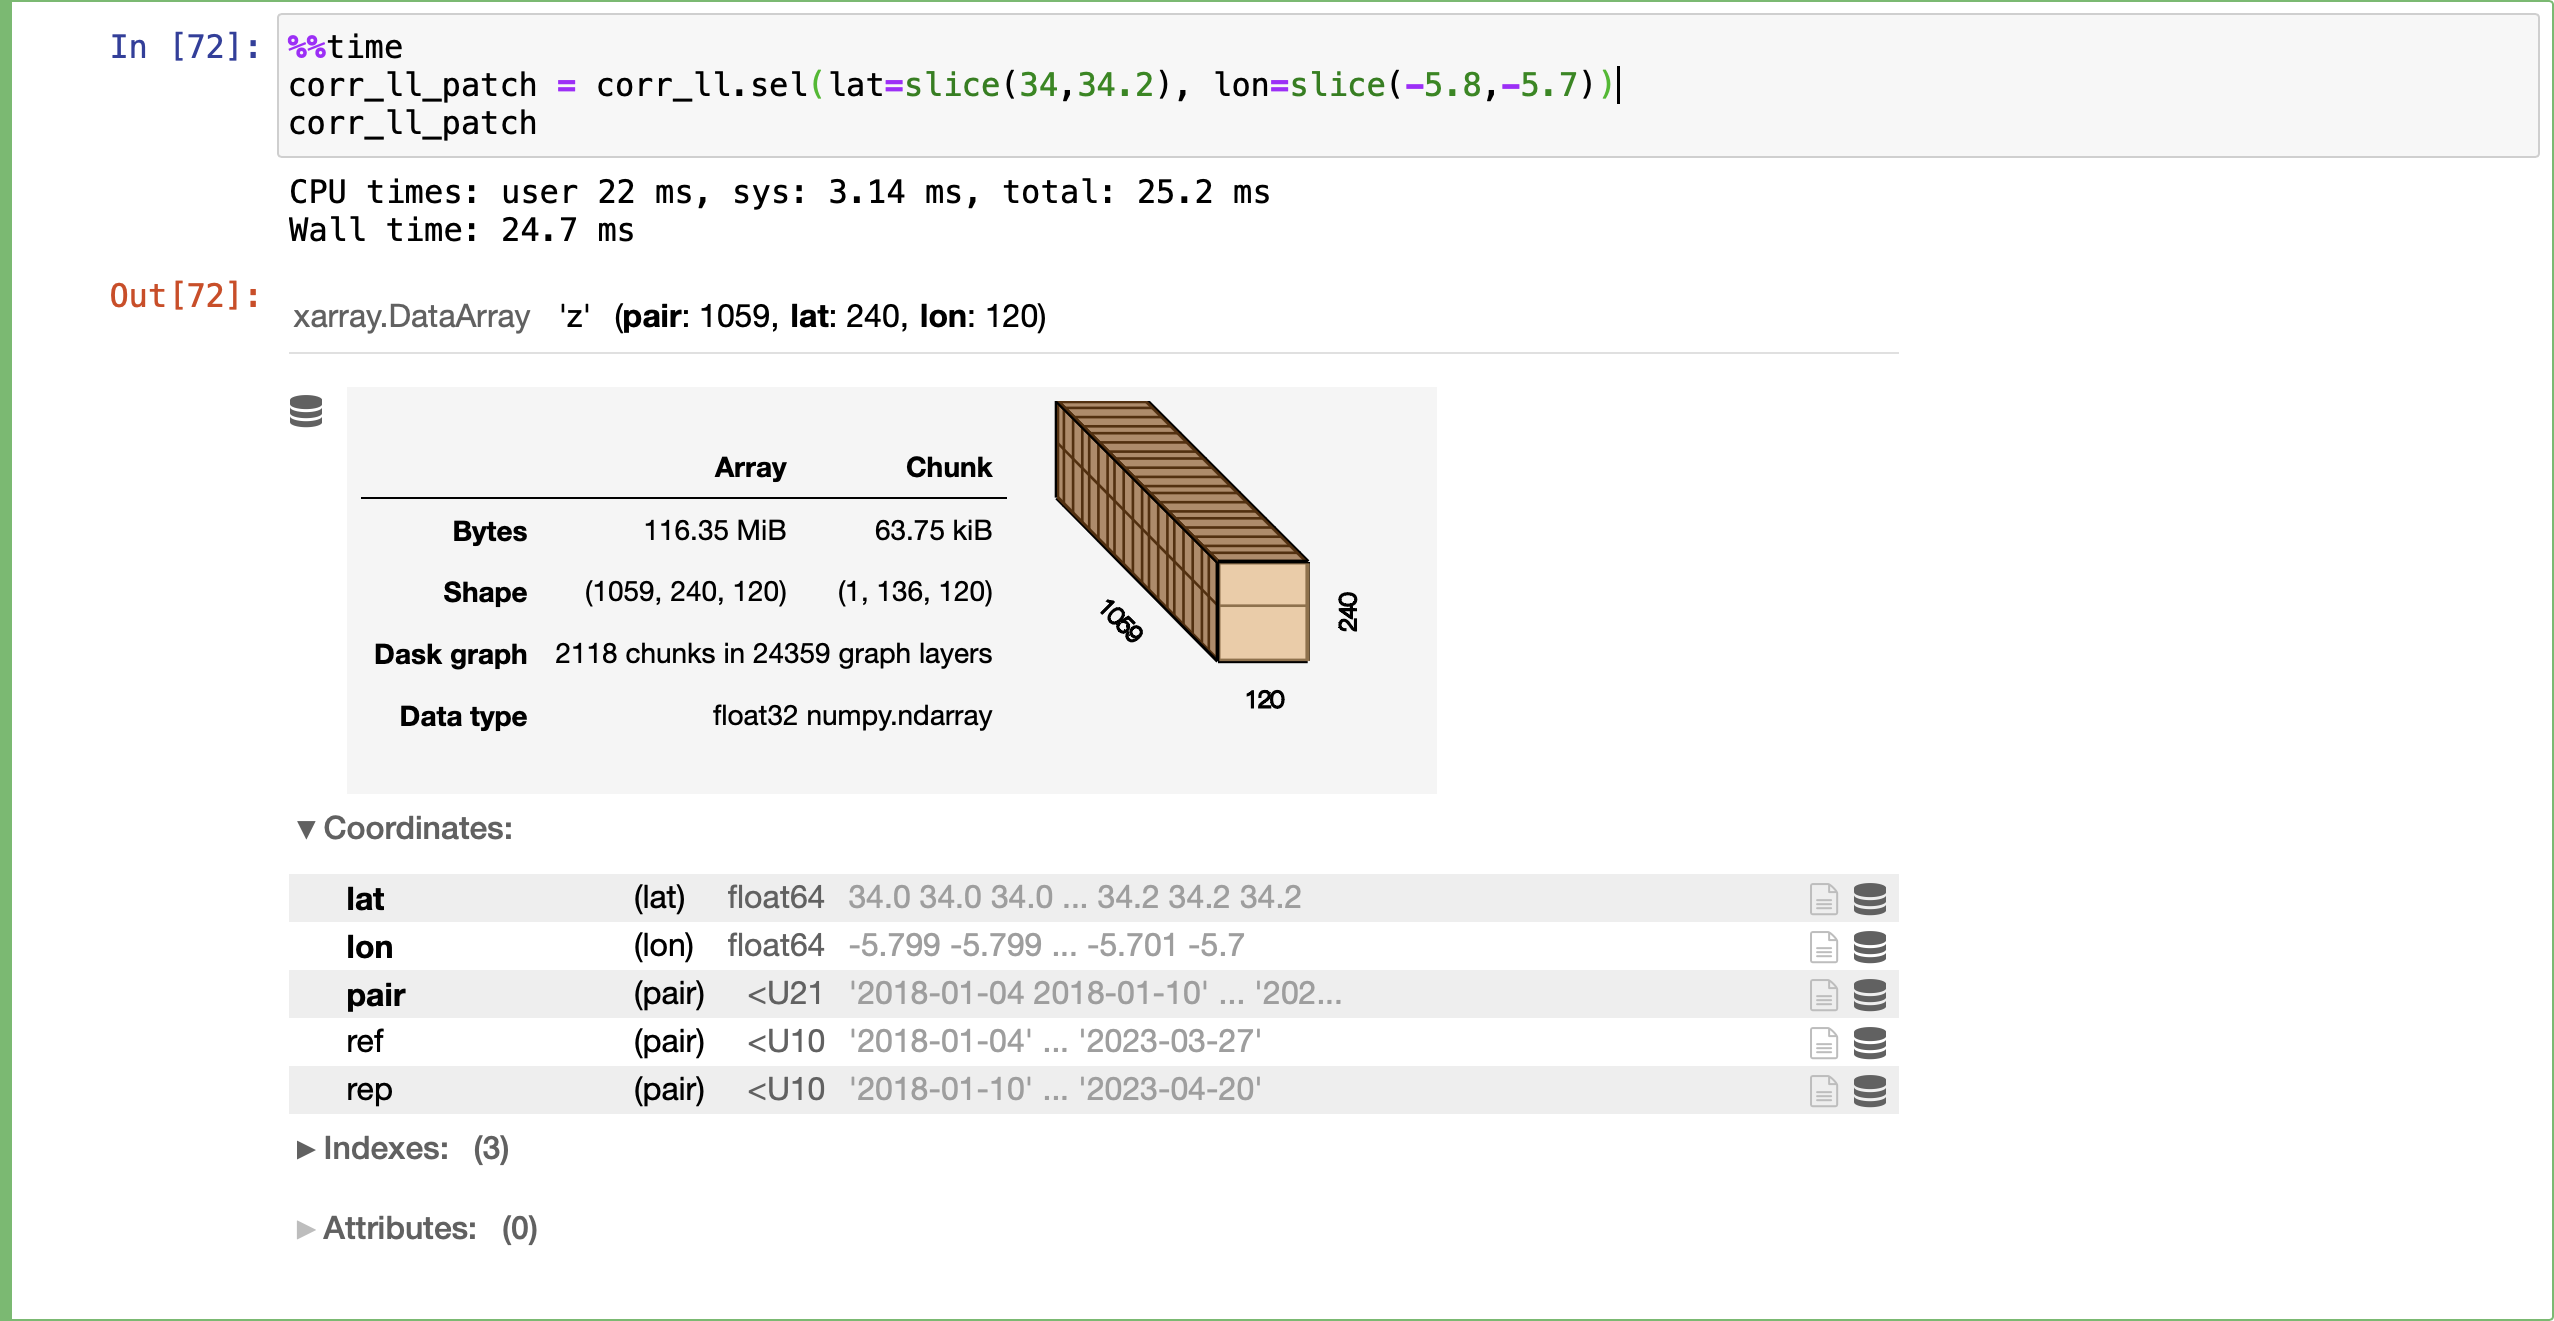 In [72]:
%%time
corr_ll_patch = corr_ll.sel(lat=slice(34,34.2), lon=slice(-5.8,-5.7))
corr_ll_patch
CPU times: user 22 ms, sys: 3.14 ms, total: 25.2 ms
Wall time: 24.7 ms
Out[72]:
xarray.DataArray 'z' (pair: 1059, lat: 240, lon: 120)
Array Chunk
Bytes 116.35 MiB 63.75 kiB
Shape (1059, 240, 120) (1, 136, 120)
Dask graph 2118 chunks in 24359 graph layers
Data type float32 numpy.ndarray
1059
240
120
▼ Coordinates:
lat (lat) float64 34.0 34.0 34.0 ... 34.2 34.2 34.2
lon (lon) float64 -5.799 -5.799 ... -5.701 -5.7
pair (pair) <U21 '2018-01-04 2018-01-10' ... '202...
ref (pair) <U10 '2018-01-04' ... '2023-03-27'
rep (pair) <U10 '2018-01-10' ... '2023-04-20'
► Indexes: (3)
► Attributes: (0)